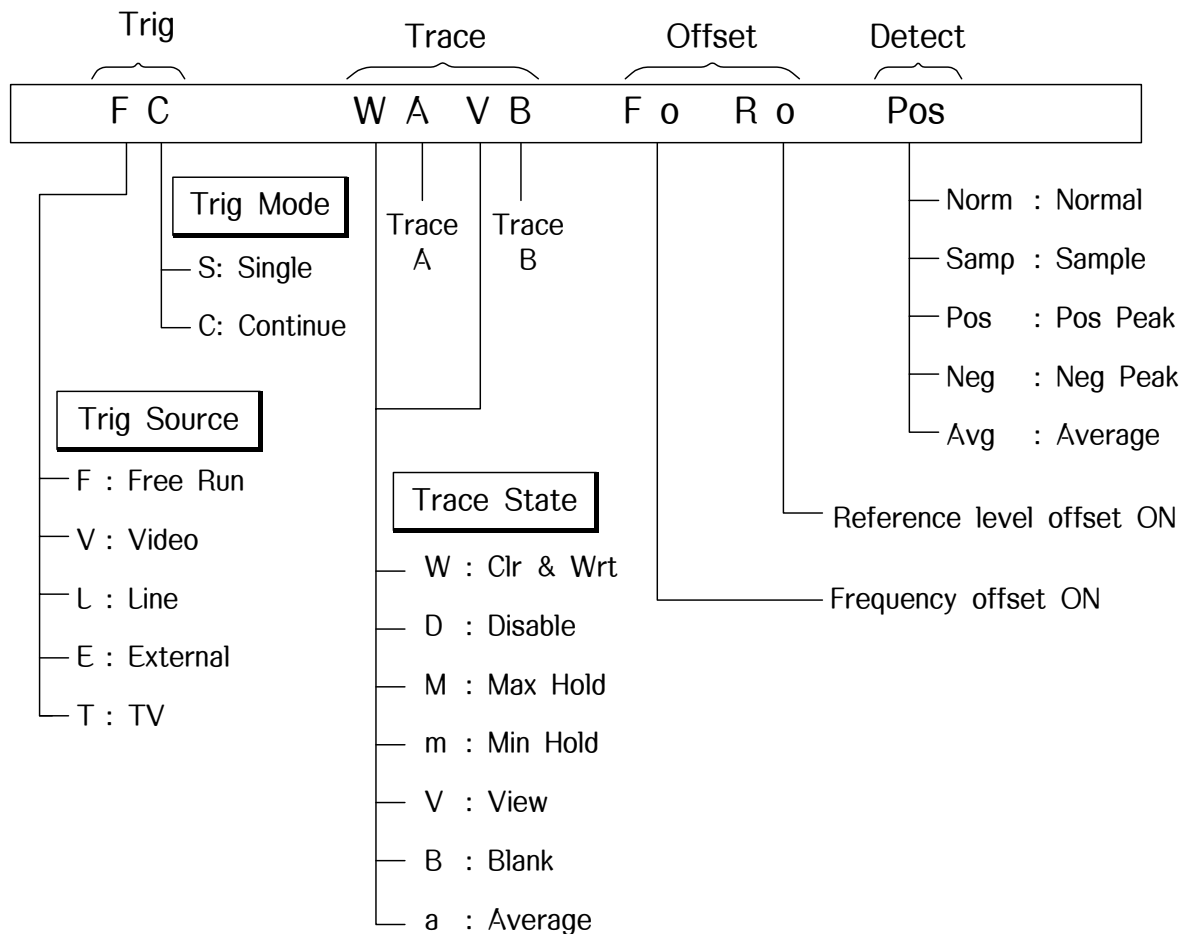 Trig Trace Offset Detect
F C W A V B F o R o Pos
Trig Mode
S: Single
C: Continue
Trace A
Trace B
Norm : Normal
Samp : Sample
Pos : Pos Peak
Neg : Neg Peak
Avg : Average
Trig Source
F : Free Run
V : Video
L : Line
E : External
T : TV
Trace State
W : Clr & Wrt
D : Disable
M : Max Hold
m : Min Hold
V : View
B : Blank
a : Average
Reference level offset ON
Frequency offset ON